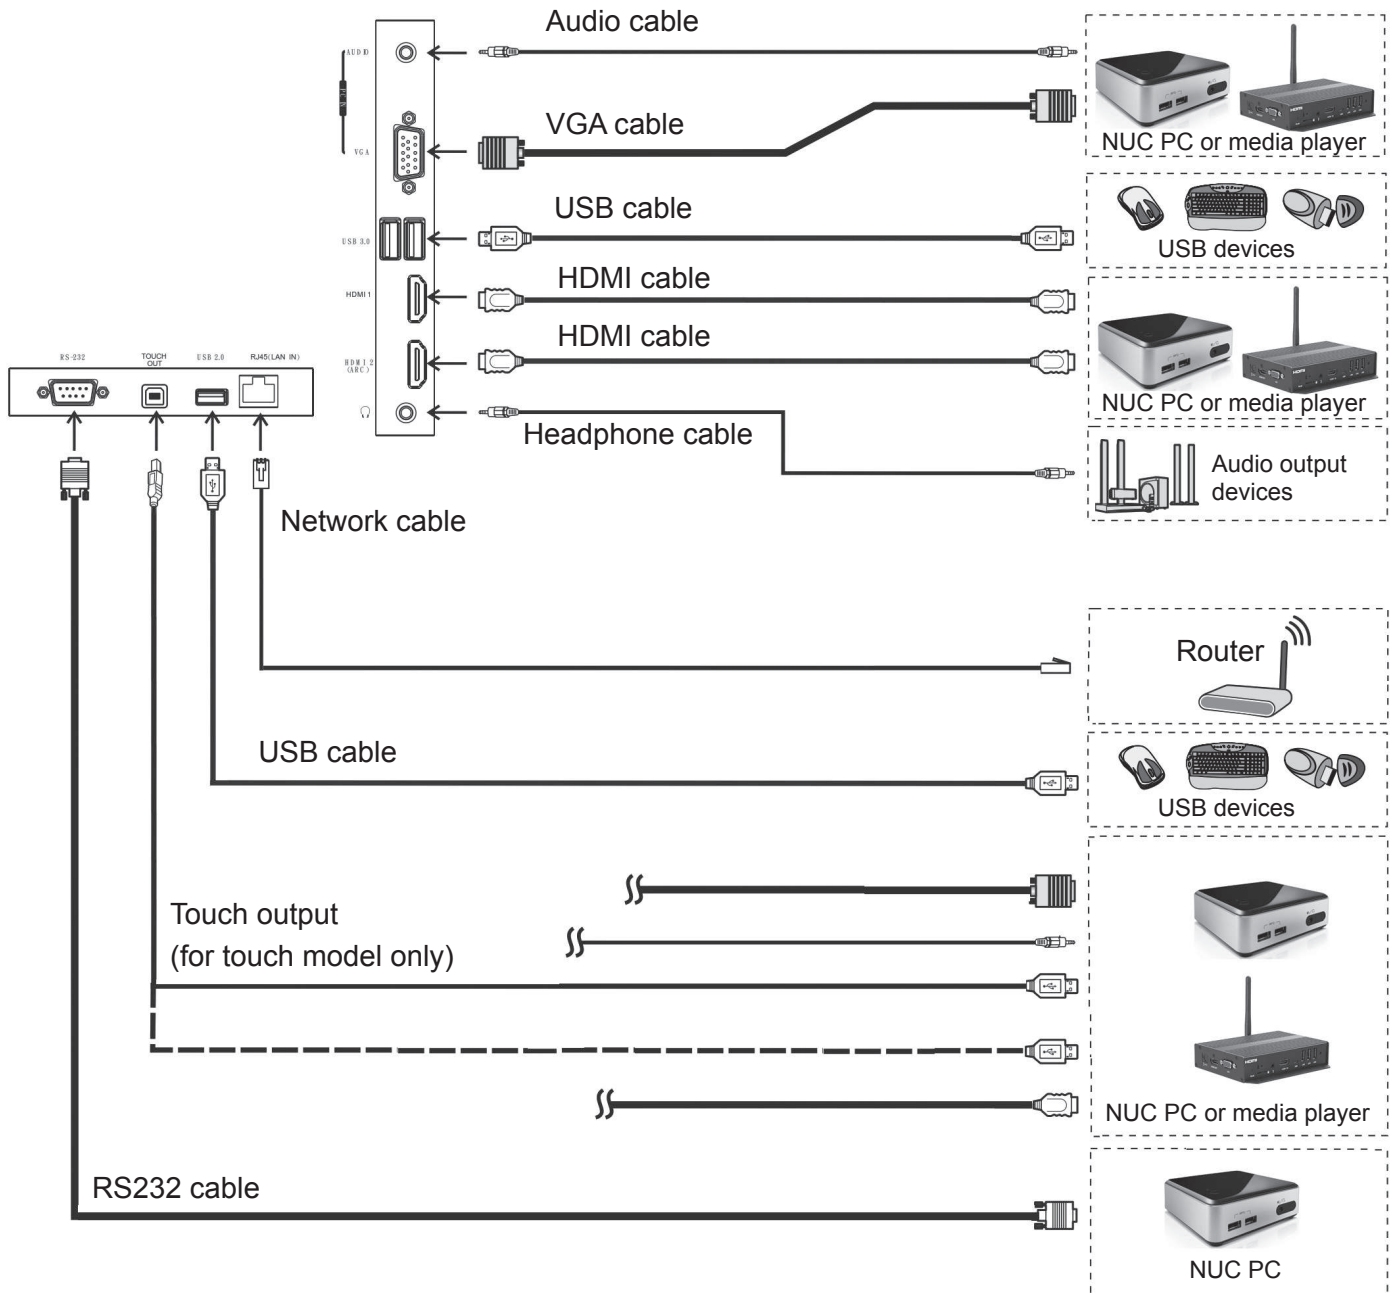 Audio cable
AUDIO
PC IN
NUC PC or media player
VGA cable
VGA
USB cable
USB devices
USB 3.0
HDMI cable
HDMI 1
HDMI cable
RS-232
TOUCH
OUT
USB 2.0
RJ45(LAN IN)
HDMI 2
(ARC)
NUC PC or media player
Headphone cable
Audio output
devices
Network cable
Router
USB cable
USB devices
Touch output
(for touch model only)
NUC PC or media player
RS232 cable
NUC PC